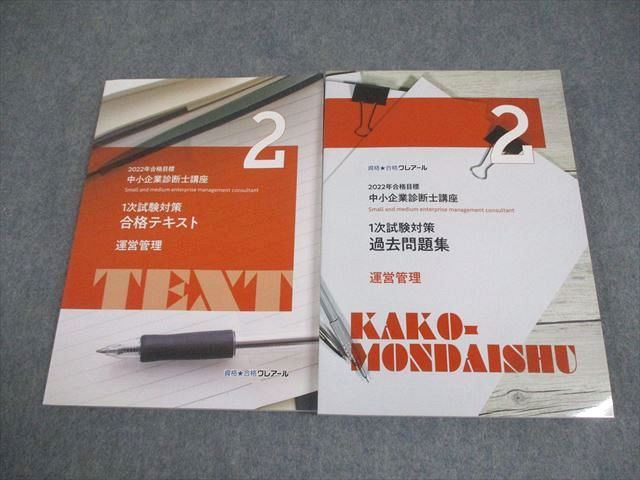 2
2022年合格目標
中小企業診断士講座
Small and medium enterprise management consultant
1次試験対策
合格テキスト
運営管理
TEXT
資格★合格クレアール
2
資格★合格クレアール
2022年合格目標
中小企業診断士講座
Small and medium enterprise management consultant
1次試験対策
過去問題集
運営管理
KAKO-
MONDAISHU